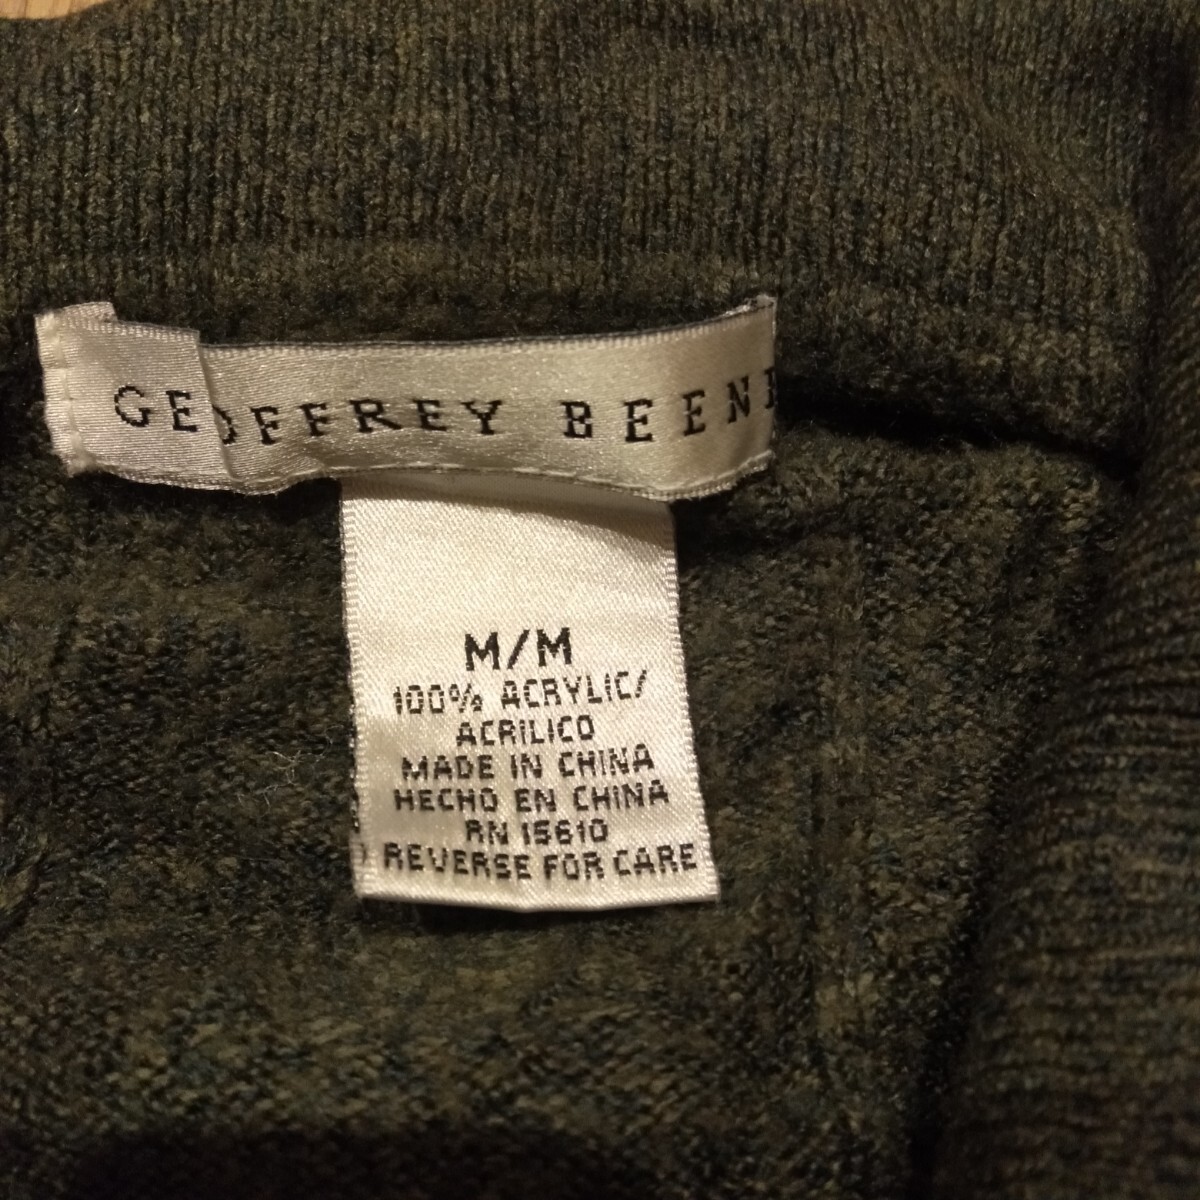 GEOFFREY BEENE
M/M
100% ACRYLIC/
ACRILICO
MADE IN CHINA
HECHO EN CHINA
RN 15610
REVERSE FOR CARE